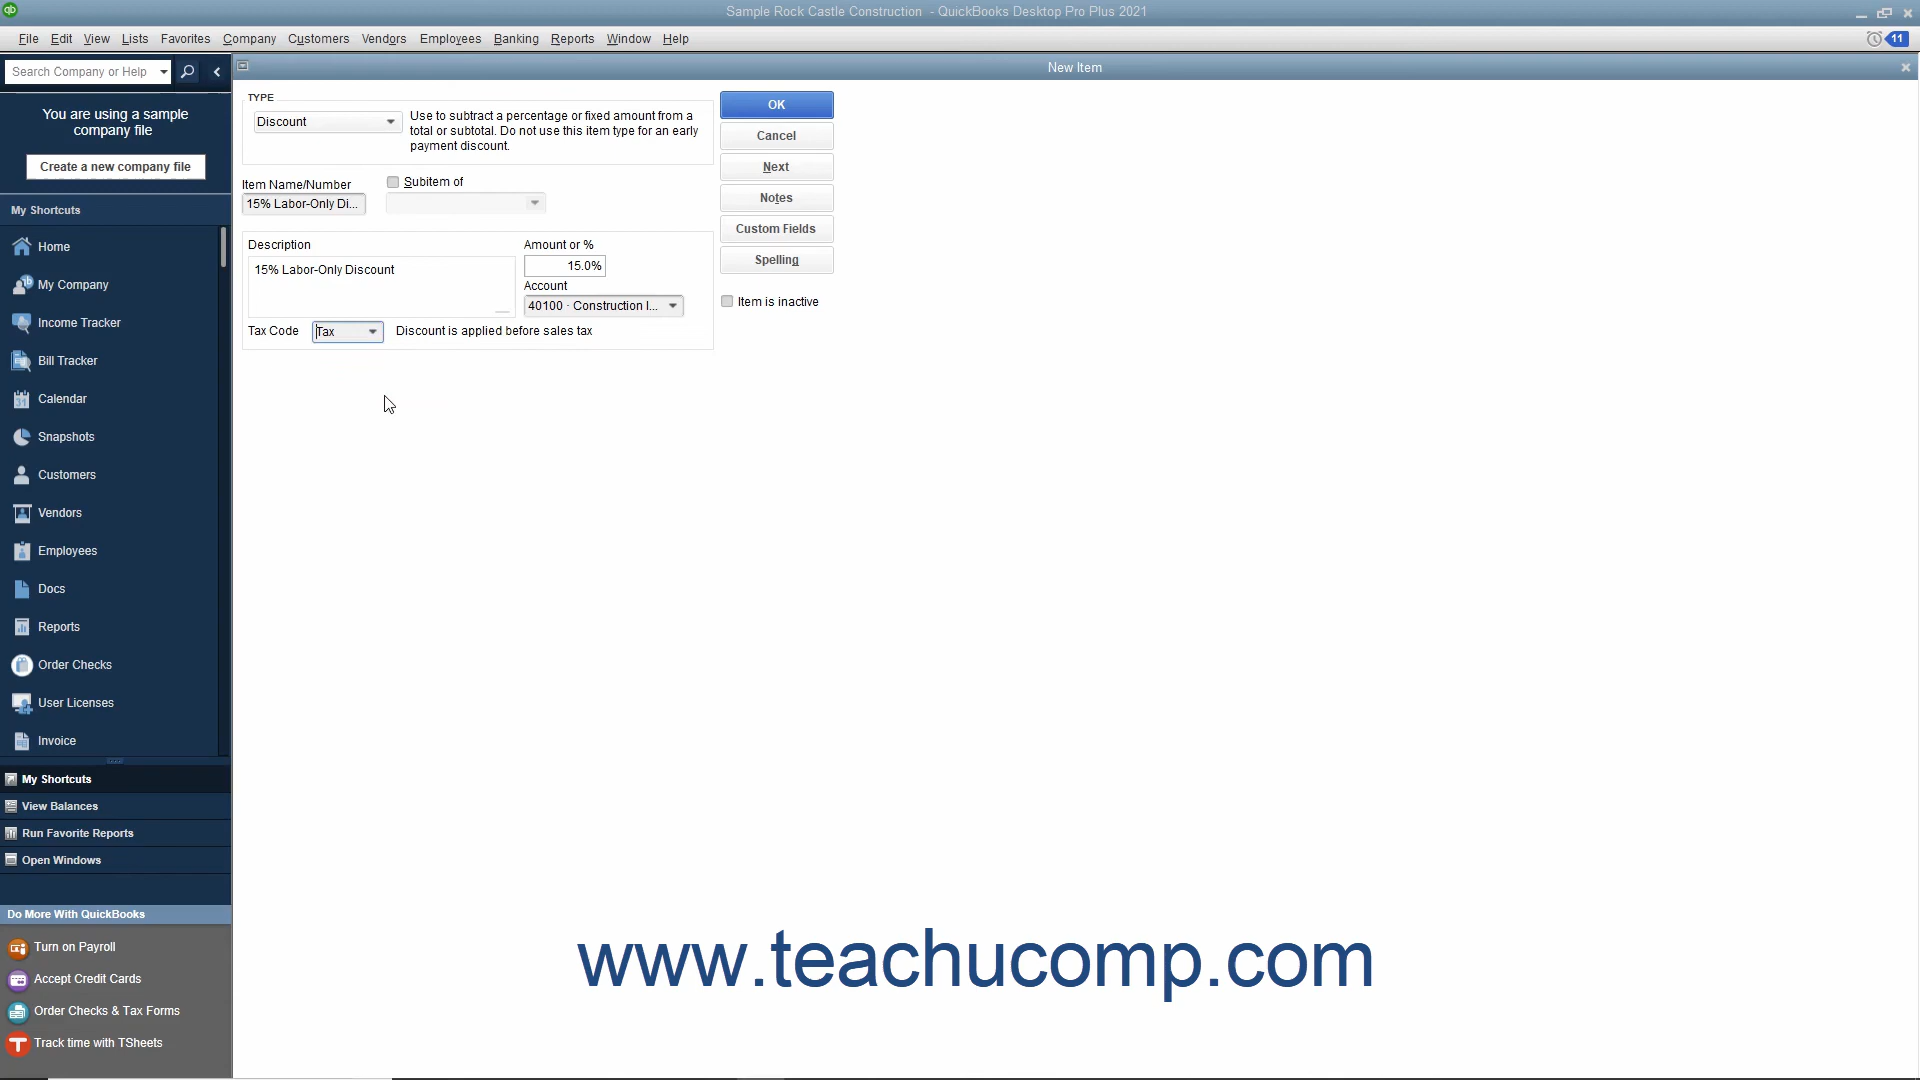 Sample Rock Castle Construction - QuickBooks Desktop Pro Plus 2021
File Edit View Lists Favorites Company Customers Vendors Employees Banking Reports Window Help
11
Search Company or Help
New Item
You are using a sample
company file
Create a new company file
My Shortcuts
Home
My Company
Income Tracker
Bill Tracker
Calendar
Snapshots
Customers
Vendors
Employees
Docs
Reports
Order Checks
User Licenses
Invoice
My Shortcuts
View Balances
Run Favorite Reports
Open Windows
Do More With QuickBooks
Turn on Payroll
Accept Credit Cards
Order Checks & Tax Forms
Track time with TSheets
TYPE
Discount
Use to subtract a percentage or fixed amount from a
total or subtotal. Do not use this item type for an early
payment discount.
Item Name/Number
Subitem of
15% Labor-Only Di...
Description
Amount or %
15% Labor-Only Discount
15.0%
Account
40100 · Construction I...
Tax Code
Tax
Discount is applied before sales tax
OK
Cancel
Next
Notes
Custom Fields
Spelling
Item is inactive
www.teachucomp.com